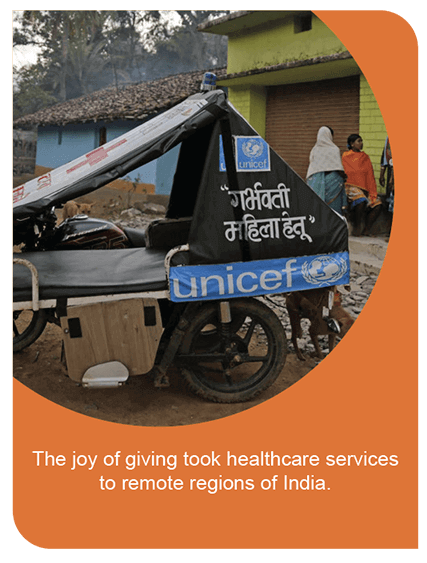 unicef
"गर्भवती
महिला हेतु"
unicef
The joy of giving took healthcare services
to remote regions of India.